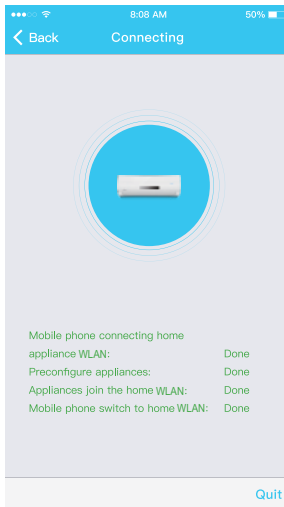 8:08 AM 50%
Back Connecting
Mobile phone connecting home
appliance WLAN: Done
Preconfigure appliances: Done
Appliances join the home WLAN: Done
Mobile phone switch to home WLAN: Done
Quit